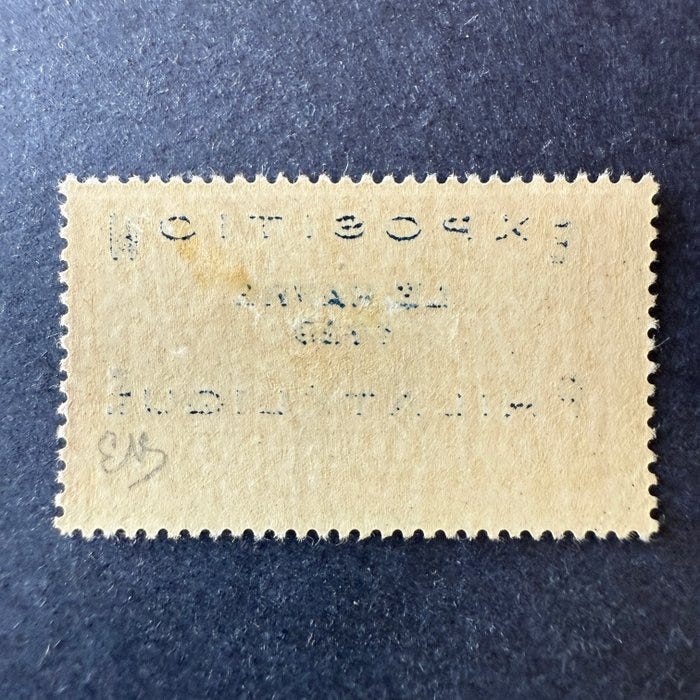 EXPOSITION
LE HAVRE
1929
PHILATELIQUE